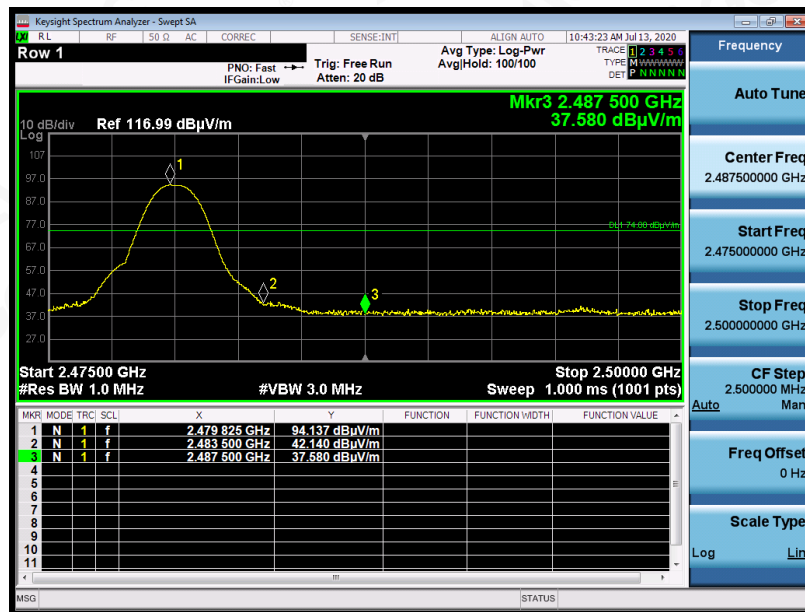 Keysight Spectrum Analyzer - Swept SA
LXI RL RF 50 Ω AC CORREC SENSE:INT ALIGN AUTO 10:43:23 AM Jul 13, 2020
Row 1
PNO: Fast
IFGain:Low
Trig: Free Run
Atten: 20 dB
Avg Type: Log-Pwr
Avg|Hold: 100/100
TRACE 1 2 3 4 5 6
TYPE M WWWWW
DET P N N N N N
Mkr3 2.487 500 GHz
37.580 dBµV/m
10 dB/div Ref 116.99 dBµV/m
Log
107
97.0
87.0
77.0
67.0
57.0
47.0
37.0
27.0
1
2
3
DL1 74.00 dBµV/m
Start 2.47500 GHz Stop 2.50000 GHz
#Res BW 1.0 MHz #VBW 3.0 MHz Sweep 1.000 ms (1001 pts)
MKR MODE TRC SCL X Y FUNCTION FUNCTION WIDTH FUNCTION VALUE
1 N 1 f 2.479 825 GHz 94.137 dBµV/m
2 N 1 f 2.483 500 GHz 42.140 dBµV/m
3 N 1 f 2.487 500 GHz 37.580 dBµV/m
4
5
6
7
8
9
10
11
MSG STATUS
Frequency
Auto Tune
Center Freq
2.487500000 GHz
Start Freq
2.475000000 GHz
Stop Freq
2.500000000 GHz
CF Step
2.500000 MHz
Auto Man
Freq Offset
0 Hz
Scale Type
Log Lin